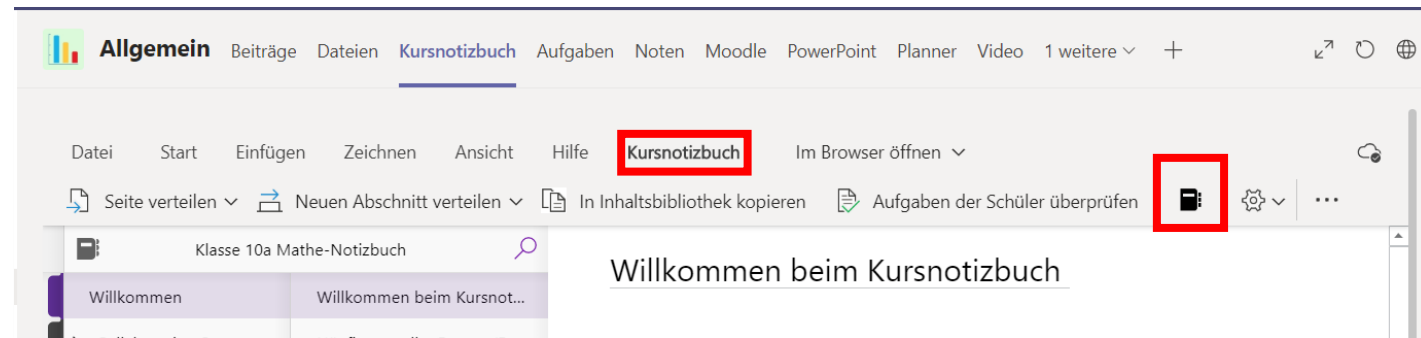 Allgemein Beiträge Dateien Kursnotizbuch Aufgaben Noten Moodle PowerPoint Planner Video 1 weitere
Datei Start Einfügen Zeichnen Ansicht Hilfe Kursnotizbuch Im Browser öffnen
Seite verteilen Neuen Abschnitt verteilen In Inhaltsbibliothek kopieren Aufgaben der Schüler überprüfen
Klasse 10a Mathe-Notizbuch
Willkommen beim Kursnotizbuch
Willkommen Willkommen beim Kursnot...